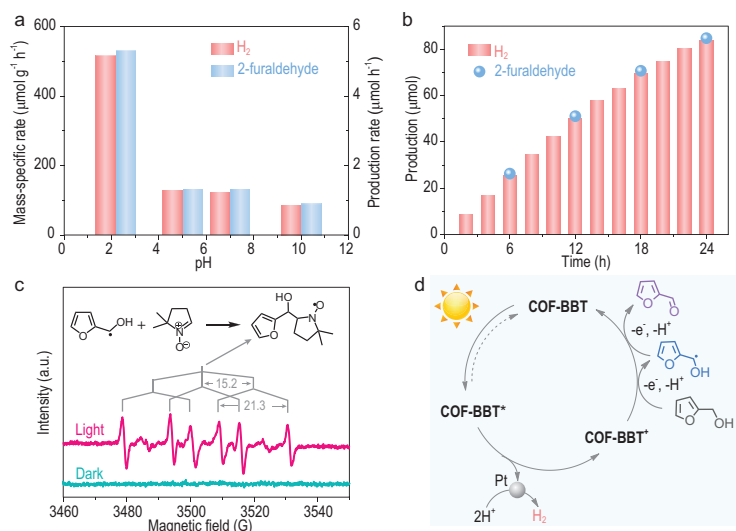 a
Mass-specific rate (μmol g⁻¹ h⁻¹)
600
400
200
0
H₂
2-furaldehyde
6
4
2
0
Production rate (μmol h⁻¹)
0 2 4 6 8 10 12
pH
b
Production (μmol)
80
60
40
20
0
H₂
2-furaldehyde
0 6 12 18 24
Time (h)
c
Intensity (a.u.)
OH
+
N
O
HO
N
O
15.2
21.3
Light
Dark
3460 3490 3520
Magnetic field (G)
d
COF-BBT
O
-e⁻, -H⁺
OH
-e⁻, -H⁺
OH
COF-BBT*
COF-BBT⁺
Pt
2H⁺
H₂